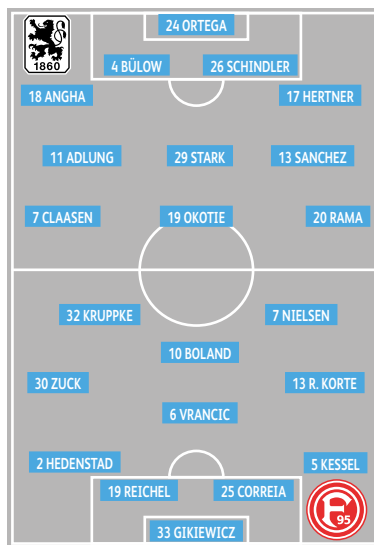 24 ORTEGA
1860
4 BÜLOW
26 SCHINDLER
18 ANGHA
17 HERTNER
11 ADLUNG
29 STARK
13 SANCHEZ
7 CLAASEN
19 OKOTIE
20 RAMA
32 KRUPPKE
7 NIELSEN
10 BOLAND
30 ZUCK
13 R. KORTE
6 VRANCIC
2 HEDENSTAD
5 KESSEL
19 REICHEL
25 CORREIA
F
95
33 GIKIEWICZ